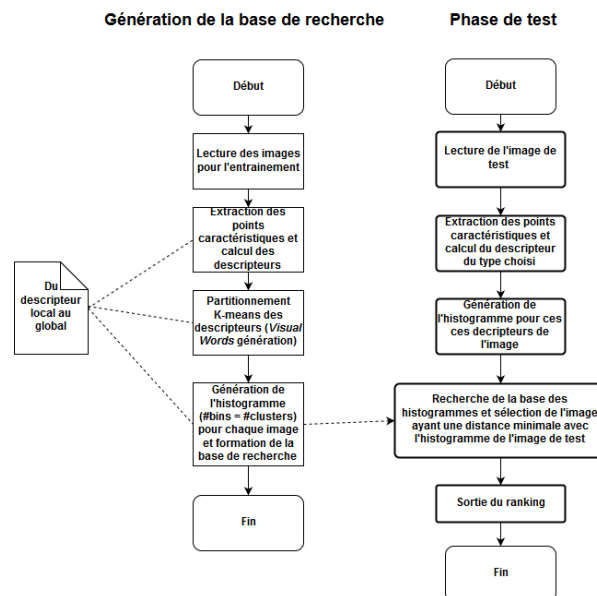 Génération de la base de recherche
Phase de test
Début
Lecture des images
pour l'entrainement
Extraction des
points
caractéristiques et
calcul des
descripteurs
Partitionnement
K-means des
descripteurs (Visual
Words génération)
Génération de
l'histogramme
(#bins = #clusters)
pour chaque image
et formation de la
base de recherche
Fin
Du
descripteur
local au
global
Début
Lecture de l'image de
test
Extraction des points
caractéristiques et
calcul du descripteur
du type choisi
Génération de
l'histogramme pour ces
ces decripteurs de
l'image
Recherche de la base des
histogrammes et sélection de l'image
ayant une distance minimale avec
l'histogramme de l'image de test
Sortie du ranking
Fin